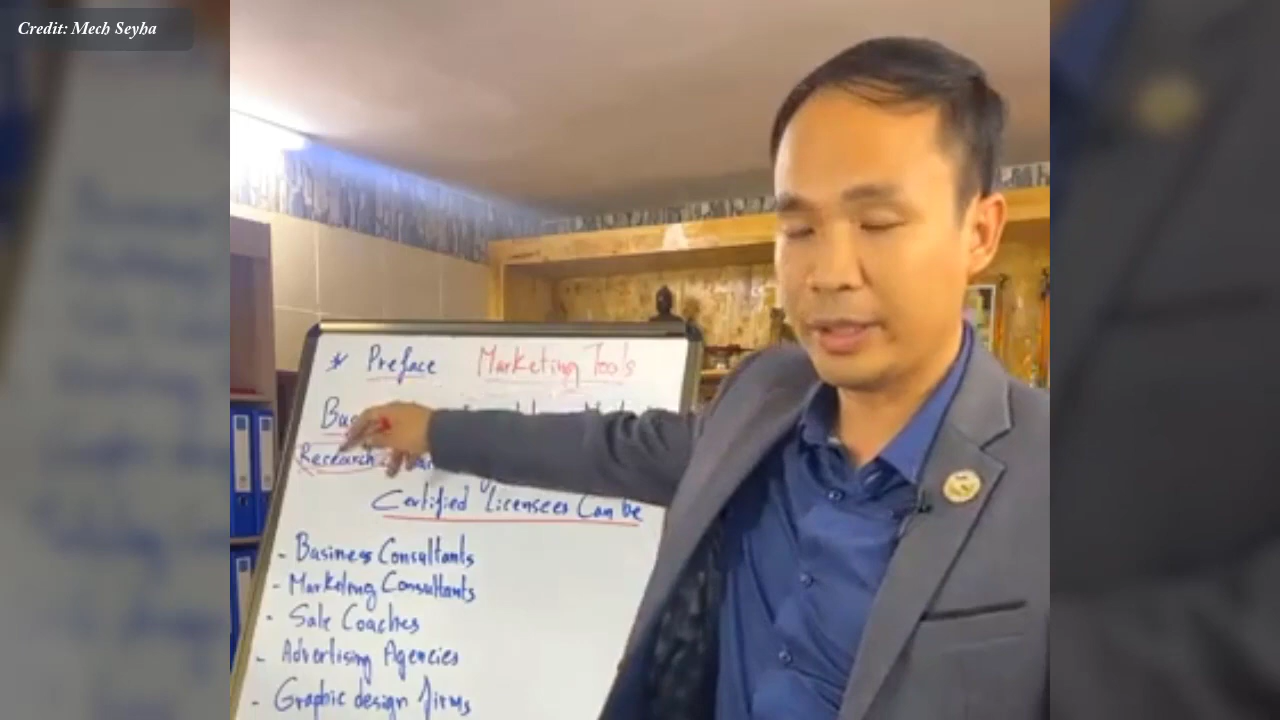 Credit: Mech Seyha
* Preface Marketing Tools
Research
Certified Licensees Can be
- Business Consultants
- Marketing Consultants
- Sale Coaches
- Advertising Agencies
- Graphic design firms